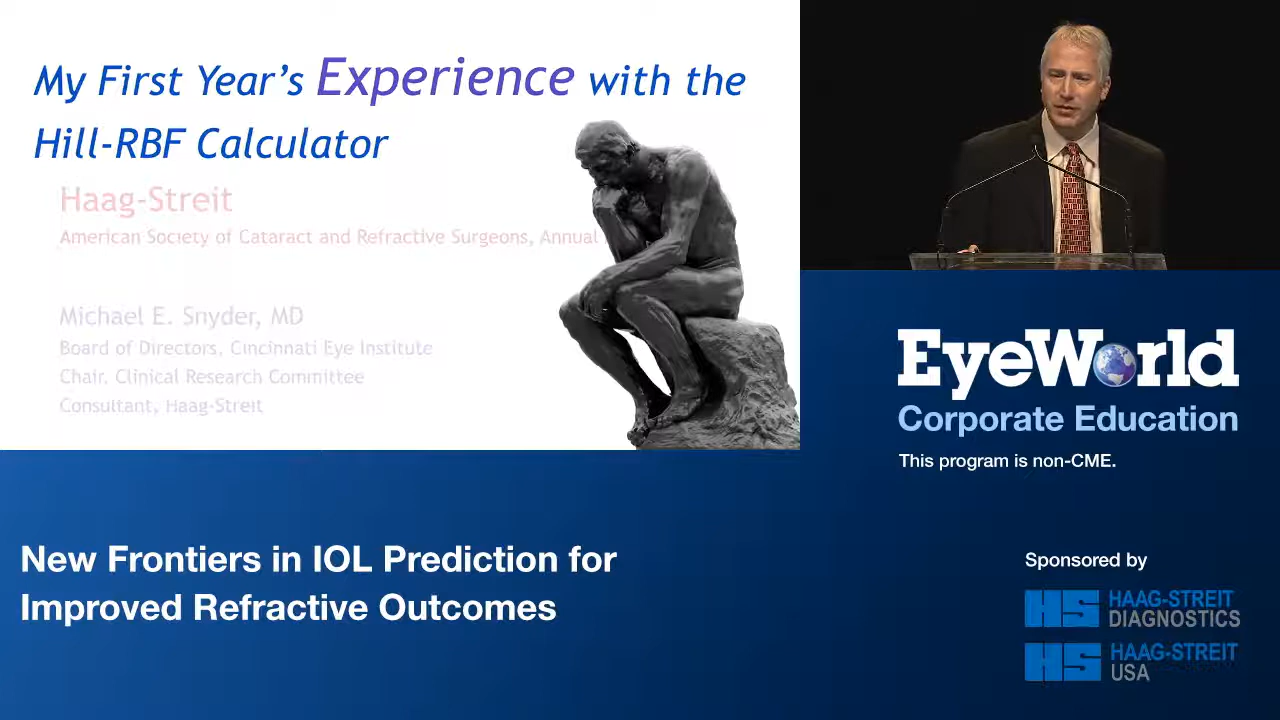 My First Year's Experience with the
Hill-RBF Calculator
Haag-Streit
American Society of Cataract and Refractive Surgeons, Annual
Michael E. Snyder, MD
Board of Directors, Cincinnati Eye Institute
Chair, Clinical Research Committee
Consultant, Haag-Streit
EyeWorld
Corporate Education
This program is non-CME.
New Frontiers in IOL Prediction for
Improved Refractive Outcomes
Sponsored by
HS HAAG-STREIT
DIAGNOSTICS
HS HAAG-STREIT
USA